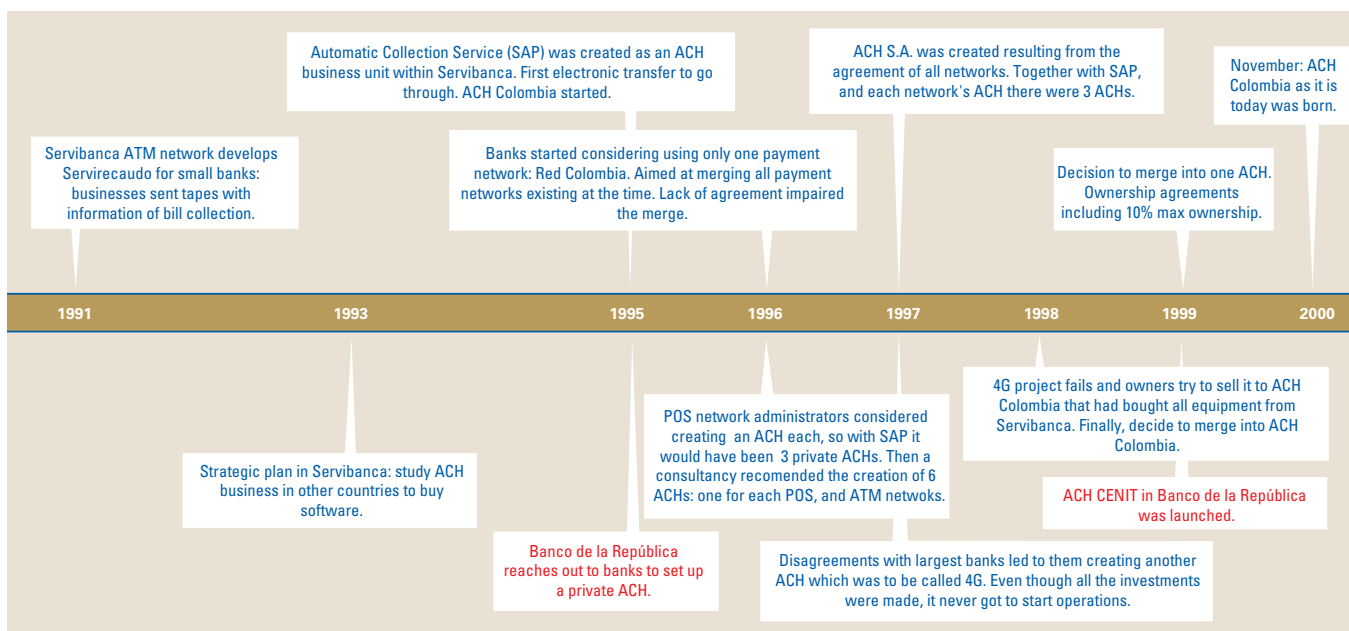 Automatic Collection Service (SAP) was created as an ACH
business unit within Servibanca. First electronic transfer to go
through. ACH Colombia started.
ACH S.A. was created resulting from the
agreement of all networks. Together with SAP,
and each network's ACH there were 3 ACHs.
November: ACH
Colombia as it is
today was born.
Servibanca ATM network develops
Servirecaudo for small banks:
businesses sent tapes with
information of bill collection.
Banks started considering using only one payment
network: Red Colombia. Aimed at merging all payment
networks existing at the time. Lack of agreement impaired
the merge.
Decision to merge into one ACH.
Ownership agreements
including 10% max ownership.
1991 1993 1995 1996 1997 1998 1999 2000
Strategic plan in Servibanca: study ACH
business in other countries to buy
software.
Banco de la República
reaches out to banks to set up
a private ACH.
POS network administrators considered
creating an ACH each, so with SAP it
would have been 3 private ACHs. Then a
consultancy recomended the creation of 6
ACHs: one for each POS, and ATM netwoks.
Disagreements with largest banks led to them creating another
ACH which was to be called 4G. Even though all the investments
were made, it never got to start operations.
4G project fails and owners try to sell it to ACH
Colombia that had bought all equipment from
Servibanca. Finally, decide to merge into ACH
Colombia.
ACH CENIT in Banco de la República
was launched.